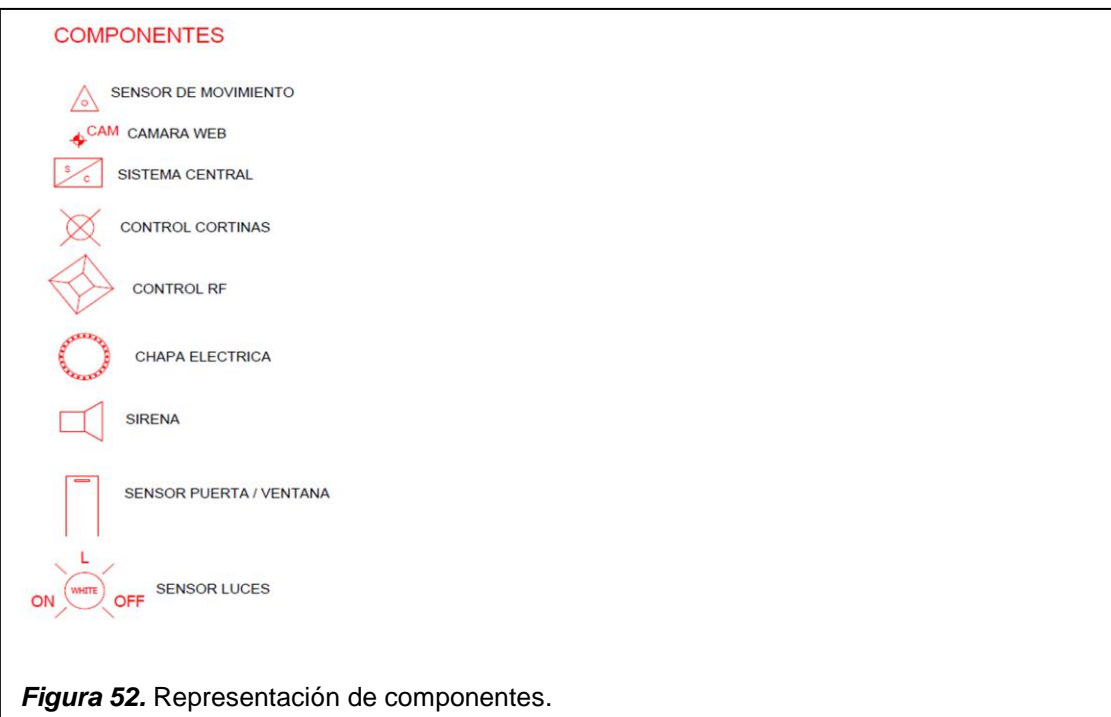 COMPONENTES
SENSOR DE MOVIMIENTO
CAM CAMARA WEB
S
C
SISTEMA CENTRAL
CONTROL CORTINAS
CONTROL RF
CHAPA ELECTRICA
SIRENA
SENSOR PUERTA / VENTANA
L
ON WHITE OFF SENSOR LUCES
Figura 52. Representación de componentes.